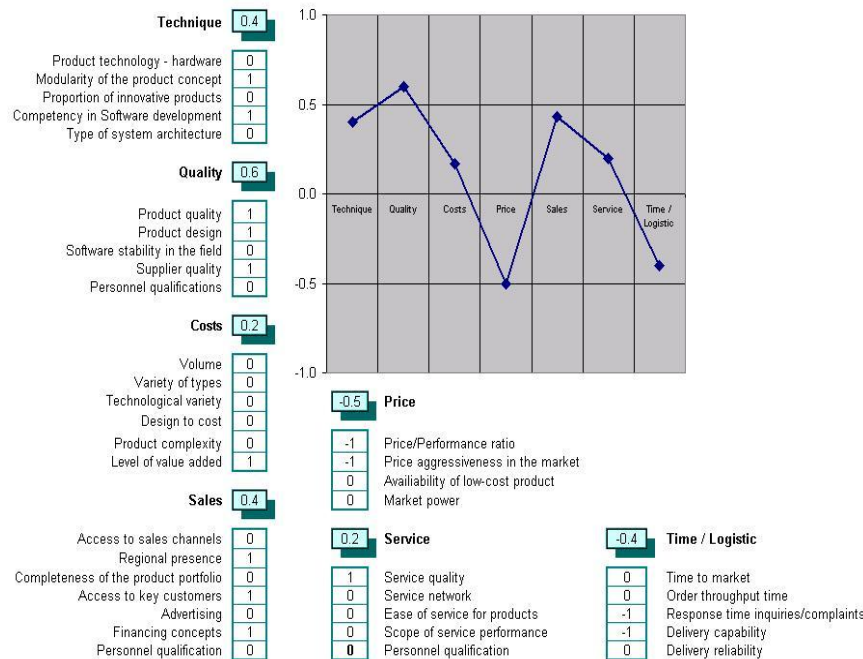 Technique 0.4
Product technology - hardware 0
Modularity of the product concept 1
Proportion of innovative products 0
Competency in Software development 1
Type of system architecture 0
Quality 0.6
Product quality 1
Product design 1
Software stability in the field 0
Supplier quality 1
Personnel qualifications 0
Costs 0.2
Volume 0
Variety of types 0
Technological variety 0
Design to cost 0
Product complexity 0
Level of value added 1
Sales 0.4
Access to sales channels 0
Regional presence 1
Completeness of the product portfolio 0
Access to key customers 1
Advertising 0
Financing concepts 1
Personnel qualification 0
1.0
0.5
0.0
Technique Quality Costs Price Sales Service Time /
Logistic
-0.5
-1.0
-0.5 Price
-1 Price/Performance ratio
-1 Price aggressiveness in the market
0 Availiability of low-cost product
0 Market power
0.2 Service
1 Service quality
0 Service network
0 Ease of service for products
0 Scope of service performance
0 Personnel qualification
-0.4 Time / Logistic
0 Time to market
0 Order throughput time
-1 Response time inquiries/complaints
-1 Delivery capability
0 Delivery reliability